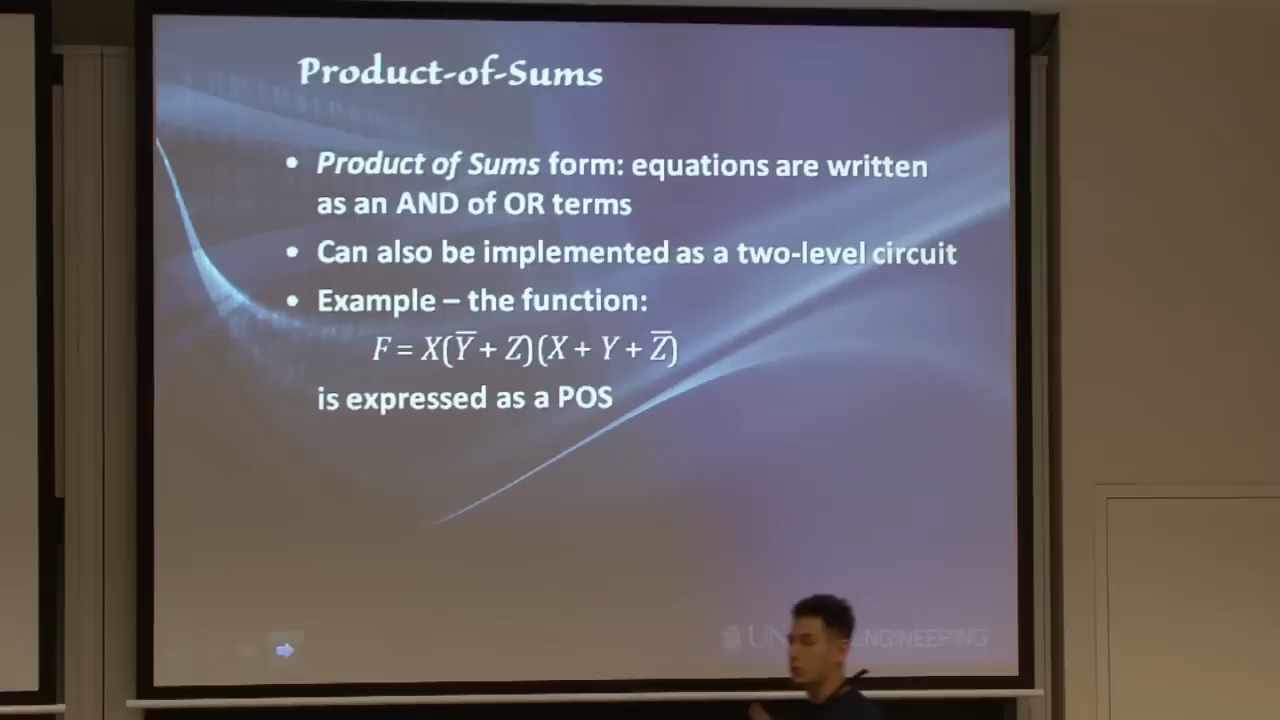 Product-of-Sums
• Product of Sums form: equations are written
as an AND of OR terms
• Can also be implemented as a two-level circuit
• Example – the function:
F = X(Y̅ + Z)(X + Y + Z̅)
is expressed as a POS
ENGINEERING